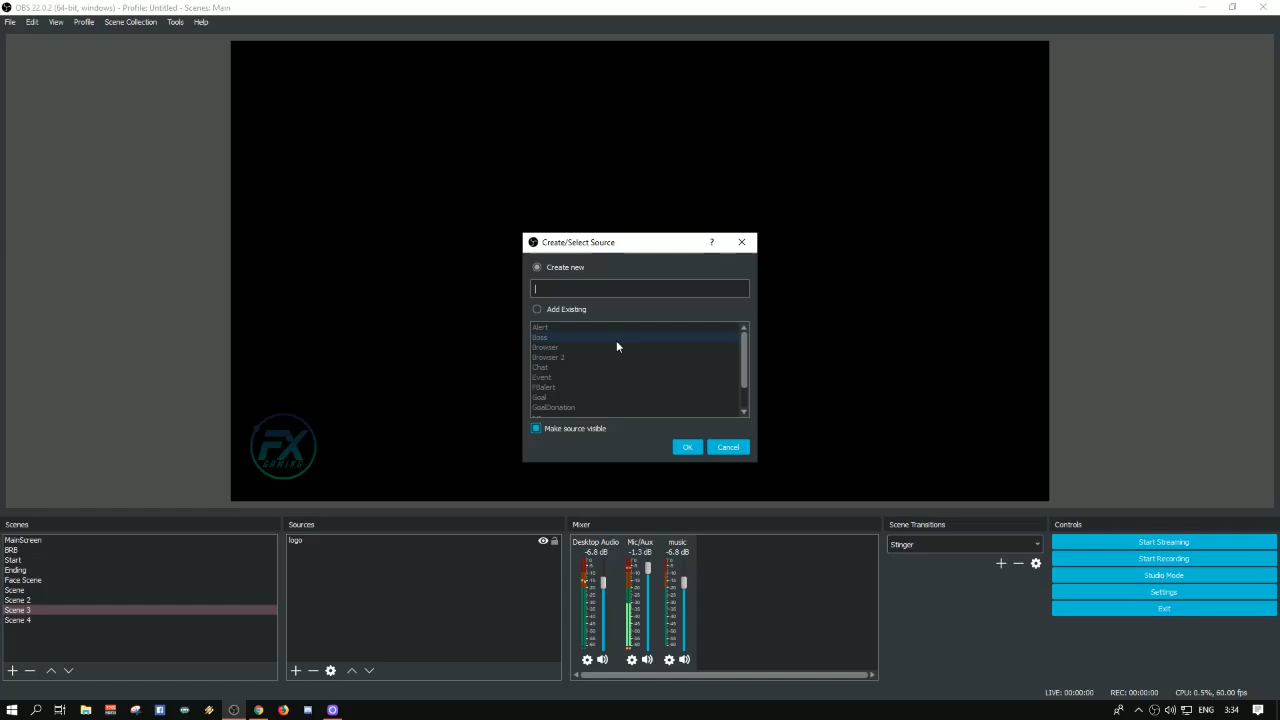 OBS 22.0.2 (64-bit, windows) - Profile: Untitled - Scenes: Main
File Edit View Profile Scene Collection Tools Help
Create/Select Source ?
Create new
Add Existing
Alert
Boss
Browser
Browser 2
Chat
Event
FBalert
Goal
GoalDonation
Make source visible
OK Cancel
FX
GAMING
Scenes Sources Mixer Scene Transitions Controls
MainScreen
BRB
Start
Ending
Face Scene
Scene
Scene 2
Scene 3
Scene 4
logo
Desktop Audio Mic/Aux music
-6.8 dB -1.3 dB -6.8 dB
Stinger
Start Streaming
Start Recording
Studio Mode
Settings
Exit
LIVE: 00:00:00 REC: 00:00:00 CPU: 0.5%, 60.00 fps
ENG 3:34